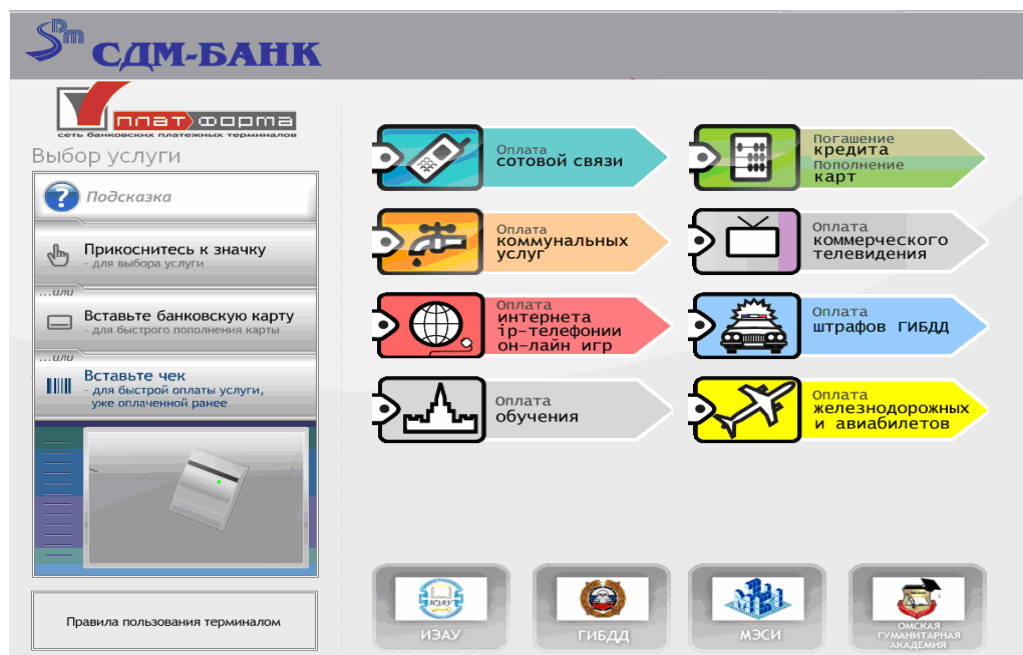 SDM
СДМ-БАНК
платформа
сеть банковских платежных терминалов
Выбор услуги
? Подсказка
Прикоснитесь к значку
- для выбора услуги
...или
Вставьте банковскую карту
- для быстрого пополнения карты
...или
Вставьте чек
- для быстрой оплаты услуги,
уже оплаченной ранее
Правила пользования терминалом
Оплата
сотовой связи
Погашение
кредита
Пополнение
карт
Оплата
коммунальных
услуг
Оплата
коммерческого
телевидения
Оплата
интернета
ip-телефонии
он-лайн игр
Оплата
штрафов ГИБДД
Оплата
обучения
Оплата
железнодорожных
и авиабилетов
ИЭАУ
ИЭАУ
ГИБДД
МЭСИ
ОМСКАЯ
ГУМАНИТАРНАЯ
АКАДЕМИЯ